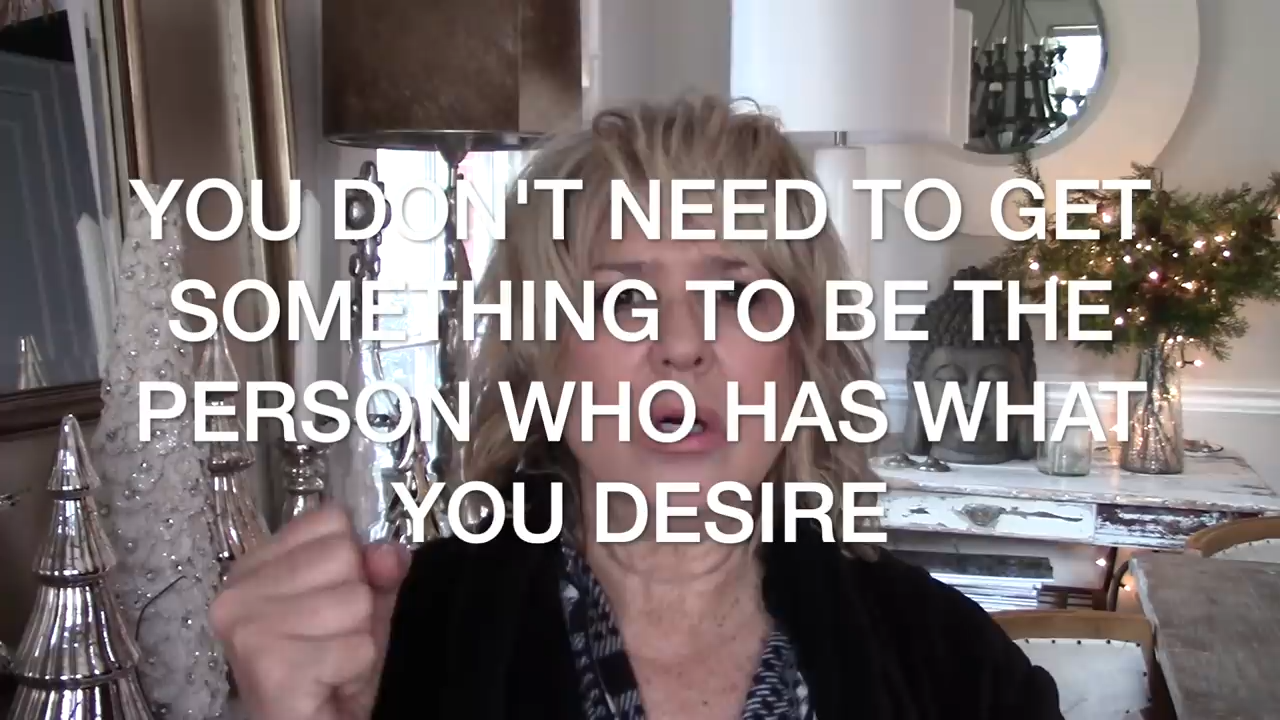 YOU DON'T NEED TO GET
SOMETHING TO BE THE
PERSON WHO HAS WHAT
YOU DESIRE